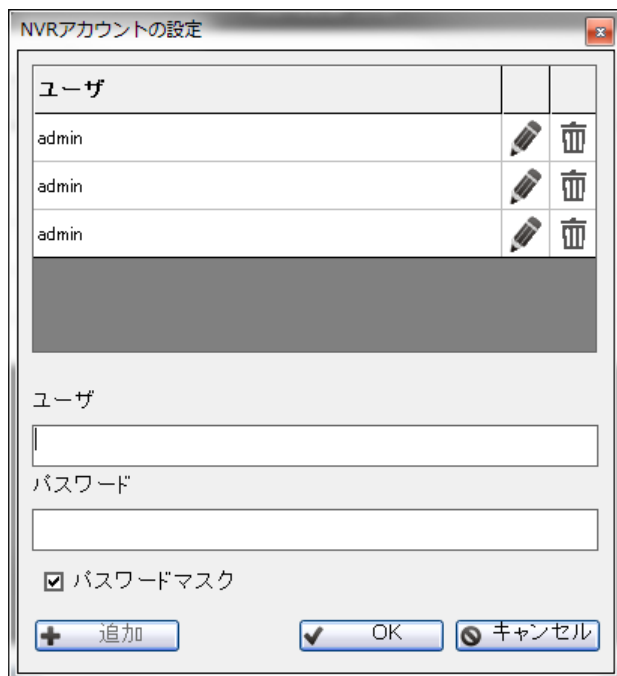 NVRアカウントの設定
ユーザ
admin
admin
admin
ユーザ
パスワード
パスワードマスク
追加
OK
キャンセル